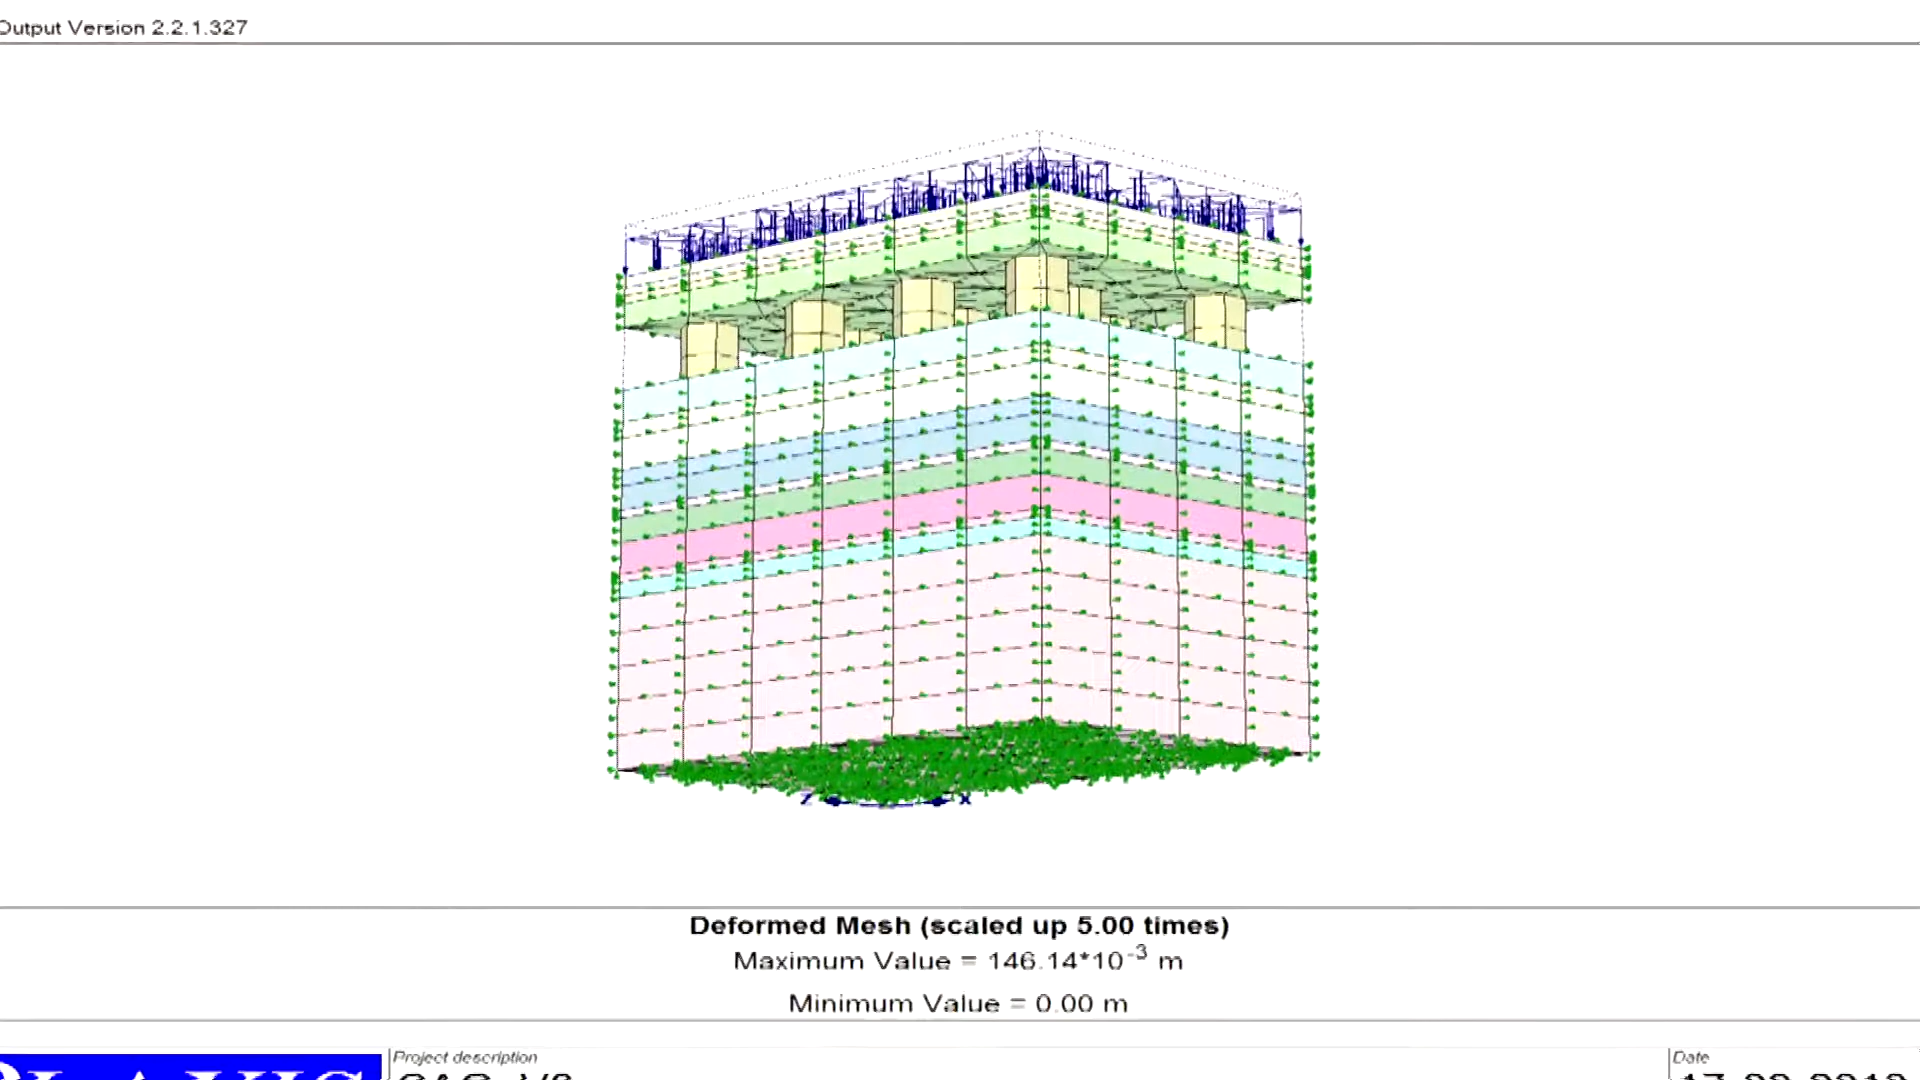 Output Version 2.2.1.327
Z X
Deformed Mesh (scaled up 5.00 times)
Maximum Value = 146.14*10-3 m
Minimum Value = 0.00 m
Project description
Date